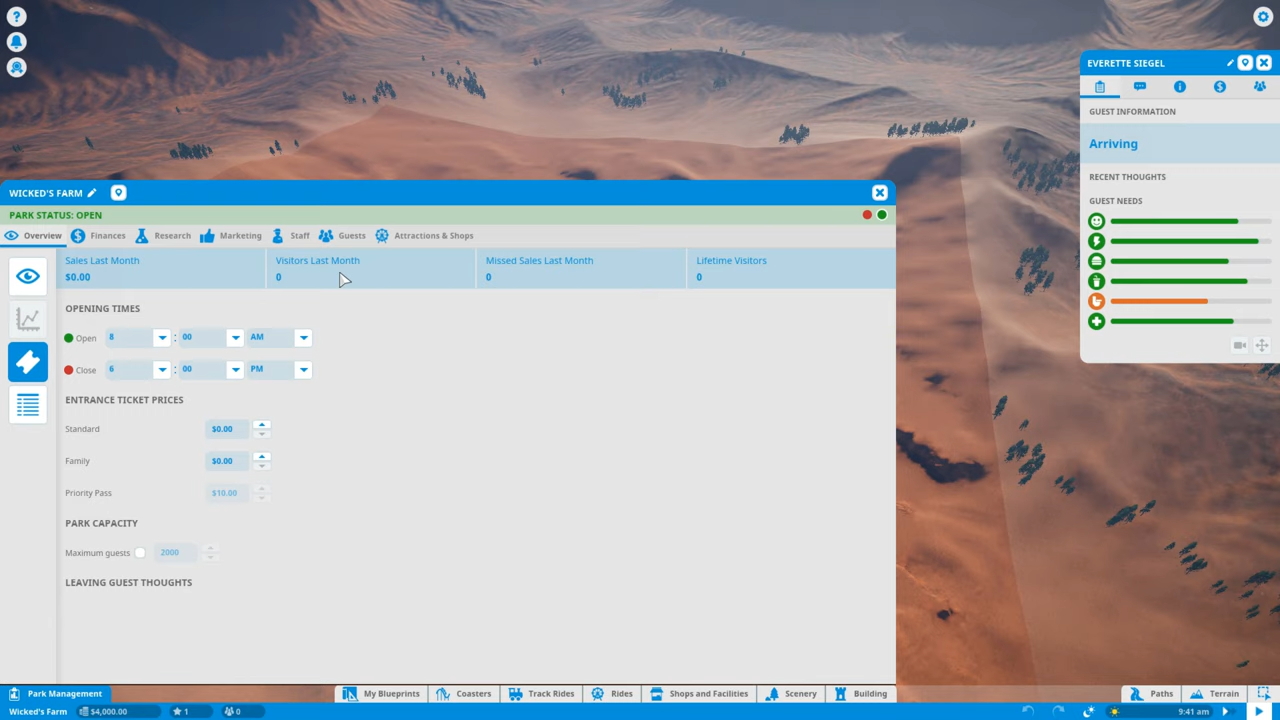 EVERETTE SIEGEL
GUEST INFORMATION
Arriving
RECENT THOUGHTS
GUEST NEEDS
WICKED'S FARM
PARK STATUS: OPEN
Overview Finances Research Marketing Staff Guests Attractions & Shops
Sales Last Month Visitors Last Month Missed Sales Last Month Lifetime Visitors
$0.00 0 0 0
OPENING TIMES
Open 8 : 00 AM
Close 6 : 00 PM
ENTRANCE TICKET PRICES
Standard $0.00
Family $0.00
Priority Pass $10.00
PARK CAPACITY
Maximum guests 2000
LEAVING GUEST THOUGHTS
Park Management My Blueprints Coasters Track Rides Rides Shops and Facilities Scenery Building Paths Terrain
Wicked's Farm $4,000.00 1 0 9:41 am